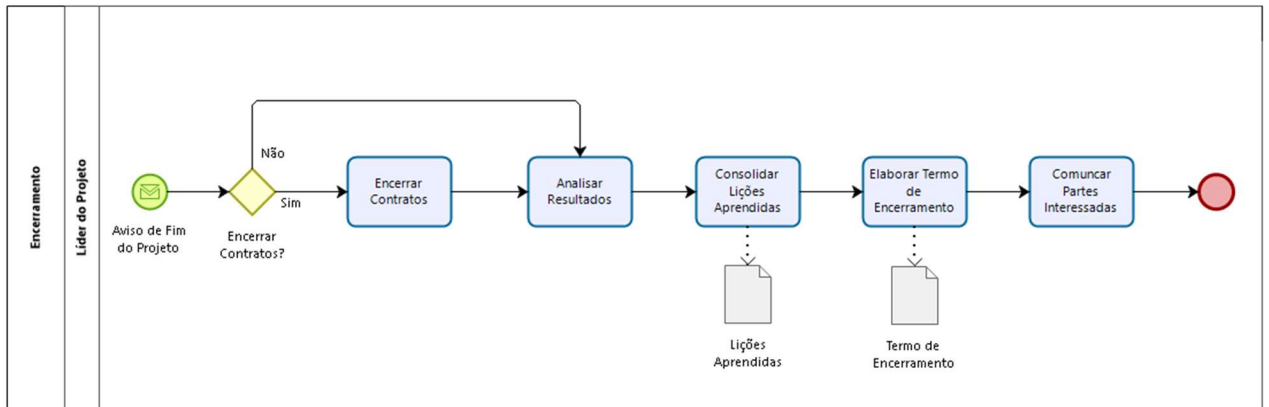 Encerramento
Líder do Projeto
Aviso de Fim
do Projeto
Não
Sim
Encerrar
Contratos?
Encerrar
Contratos
Analisar
Resultados
Consolidar
Lições
Aprendidas
Elaborar Termo
de
Encerramento
Comuncar
Partes
Interessadas
Lições
Aprendidas
Termo de
Encerramento